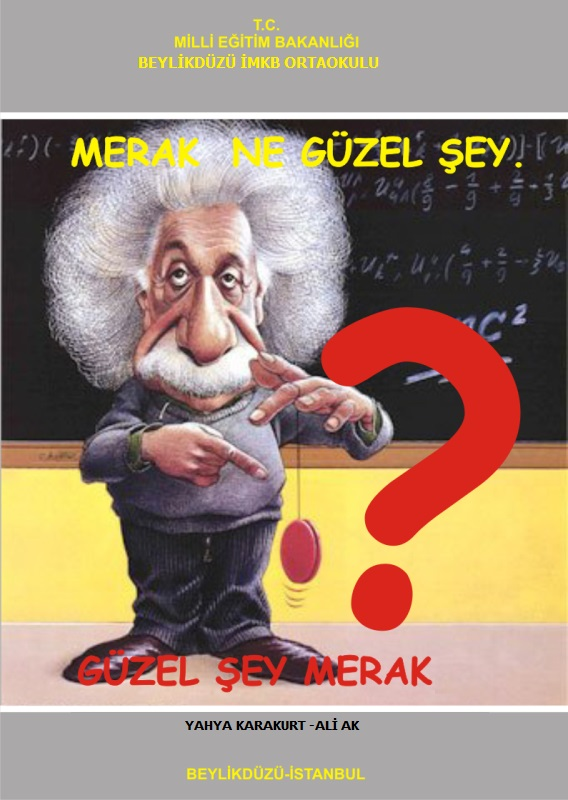 T.C.
MİLLİ EĞİTİM BAKANLIĞI
BEYLİKDÜZÜ İMKB ORTAOKULU
MERAK NE GÜZEL ŞEY.
C²
?
GÜZEL ŞEY MERAK
YAHYA KARAKURT -ALİ AK
BEYLİKDÜZÜ-İSTANBUL